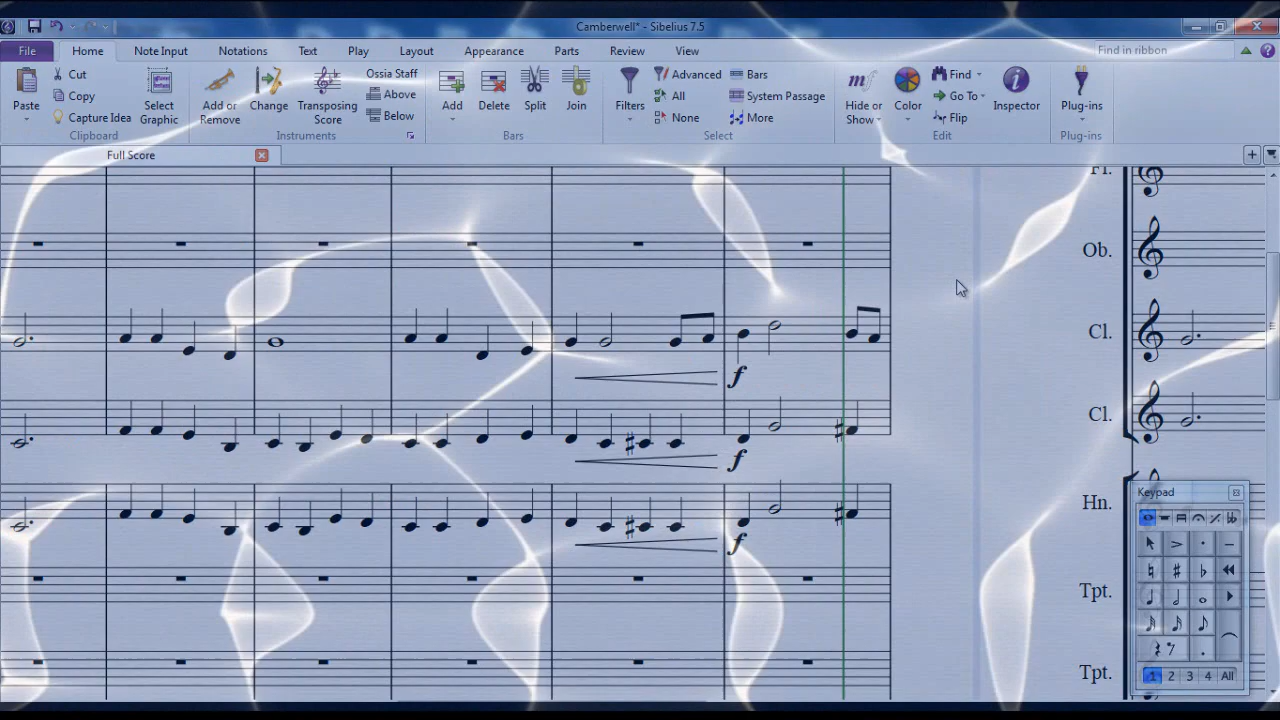 Camberwell* - Sibelius 7.5
File Home Note Input Notations Text Play Layout Appearance Parts Review View Find in ribbon
Paste
Cut
Copy
Capture Idea
Select Graphic
Clipboard
Add or Remove
Change
Transposing Score
Ossia Staff
Above
Below
Instruments
Add
Delete
Split
Join
Bars
Filters
Advanced
All
None
Bars
System Passage
More
Select
Hide or Show
Color
Find
Go To
Flip
Inspector
Edit
Plug-ins
Plug-ins
Full Score
Fl.
Ob.
Cl.
f
Cl.
f
Hn.
f
Tpt.
Tpt.
Keypad
1 2 3 4 All